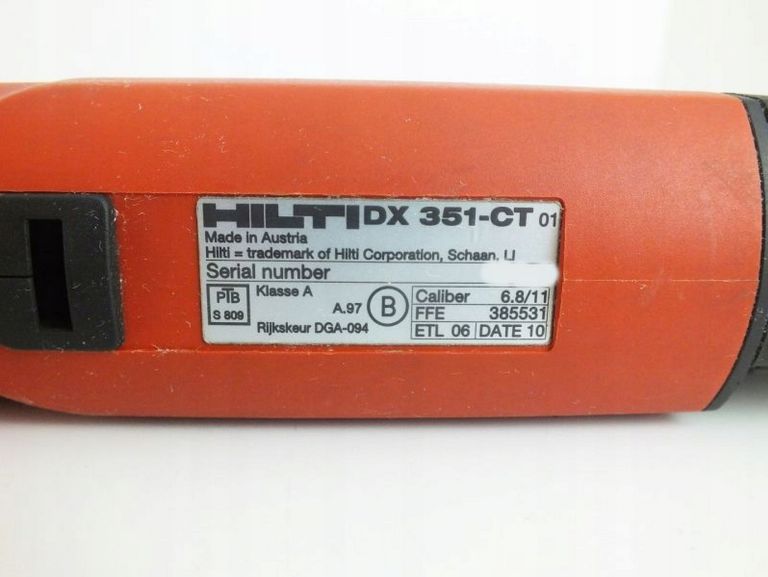 HILTI DX 351-CT 01
Made in Austria
Hilti = trademark of Hilti Corporation, Schaan, LI
Serial number
PTB
S 809
Klasse A
A.97
B
Rijkskeur DGA-094
Caliber 6.8/11
FFE 385531
ETL 06 DATE 10